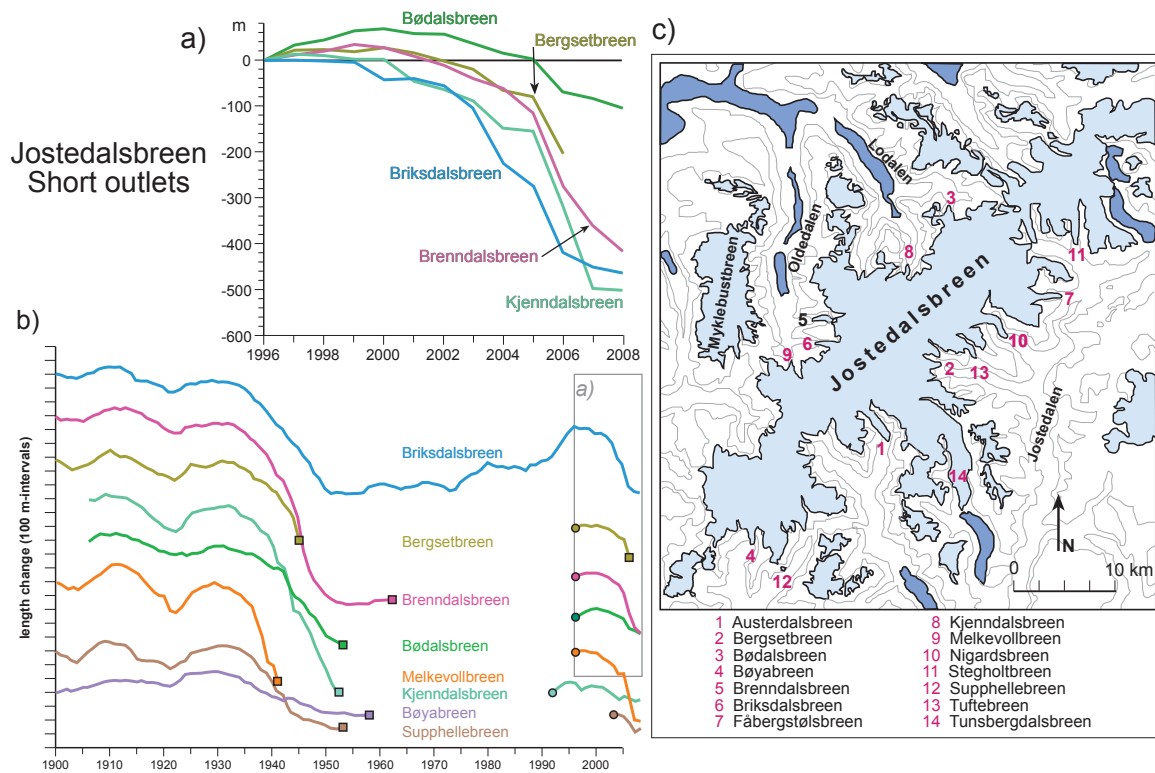 Jostedalsbreen
Short outlets
a)
m
0
-100
-200
-300
-400
-500
-600
1996
1998
2000
2002
2004
2006
2008
Bødalsbreen
Bergsetbreen
Briksdalsbreen
Brenndalsbreen
Kjenndalsbreen
b)
length change (100 m-intervals)
a)
Briksdalsbreen
Bergsetbreen
Brenndalsbreen
Bødalsbreen
Melkevollbreen
Kjenndalsbreen
Bøyabreen
Supphellebreen
1900
1910
1920
1930
1940
1950
1960
1970
1980
1990
2000
c)
Lodalen
Oldedalen
Myklebustbreen
Jostedalsbreen
Jostedalen
3
8
11
7
5
6
9
10
2
13
1
14
4
12
N
0
10 km
1 Austerdalsbreen
2 Bergsetbreen
3 Bødalsbreen
4 Bøyabreen
5 Brenndalsbreen
6 Briksdalsbreen
7 Fåbergstølsbreen
8 Kjenndalsbreen
9 Melkevollbreen
10 Nigardsbreen
11 Stegholtbreen
12 Supphellebreen
13 Tuftebreen
14 Tunsbergdalsbreen